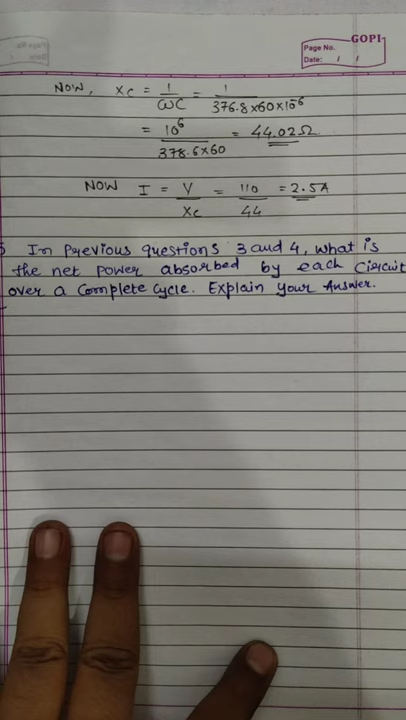 GOPI
Page No.
Date: / /
NOW, Xc = 1/ωC = 1/376.8×60×10⁻⁶
= 10⁶/378.6×60 = 44.02Ω
NOW I = V/Xc = 110/44 = 2.5A
In Previous questions 3 and 4, what is
the net power absorbed by each Circuit
over a Complete cycle. Explain your Answer.